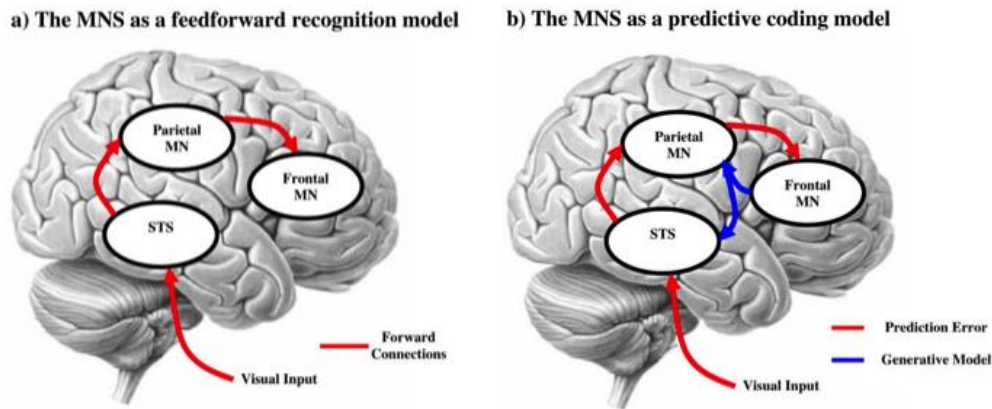 a) The MNS as a feedforward recognition model
Parietal
MN
Frontal
MN
STS
Forward
Connections
Visual Input
b) The MNS as a predictive coding model
Parietal
MN
Frontal
MN
STS
Prediction Error
Generative Model
Visual Input